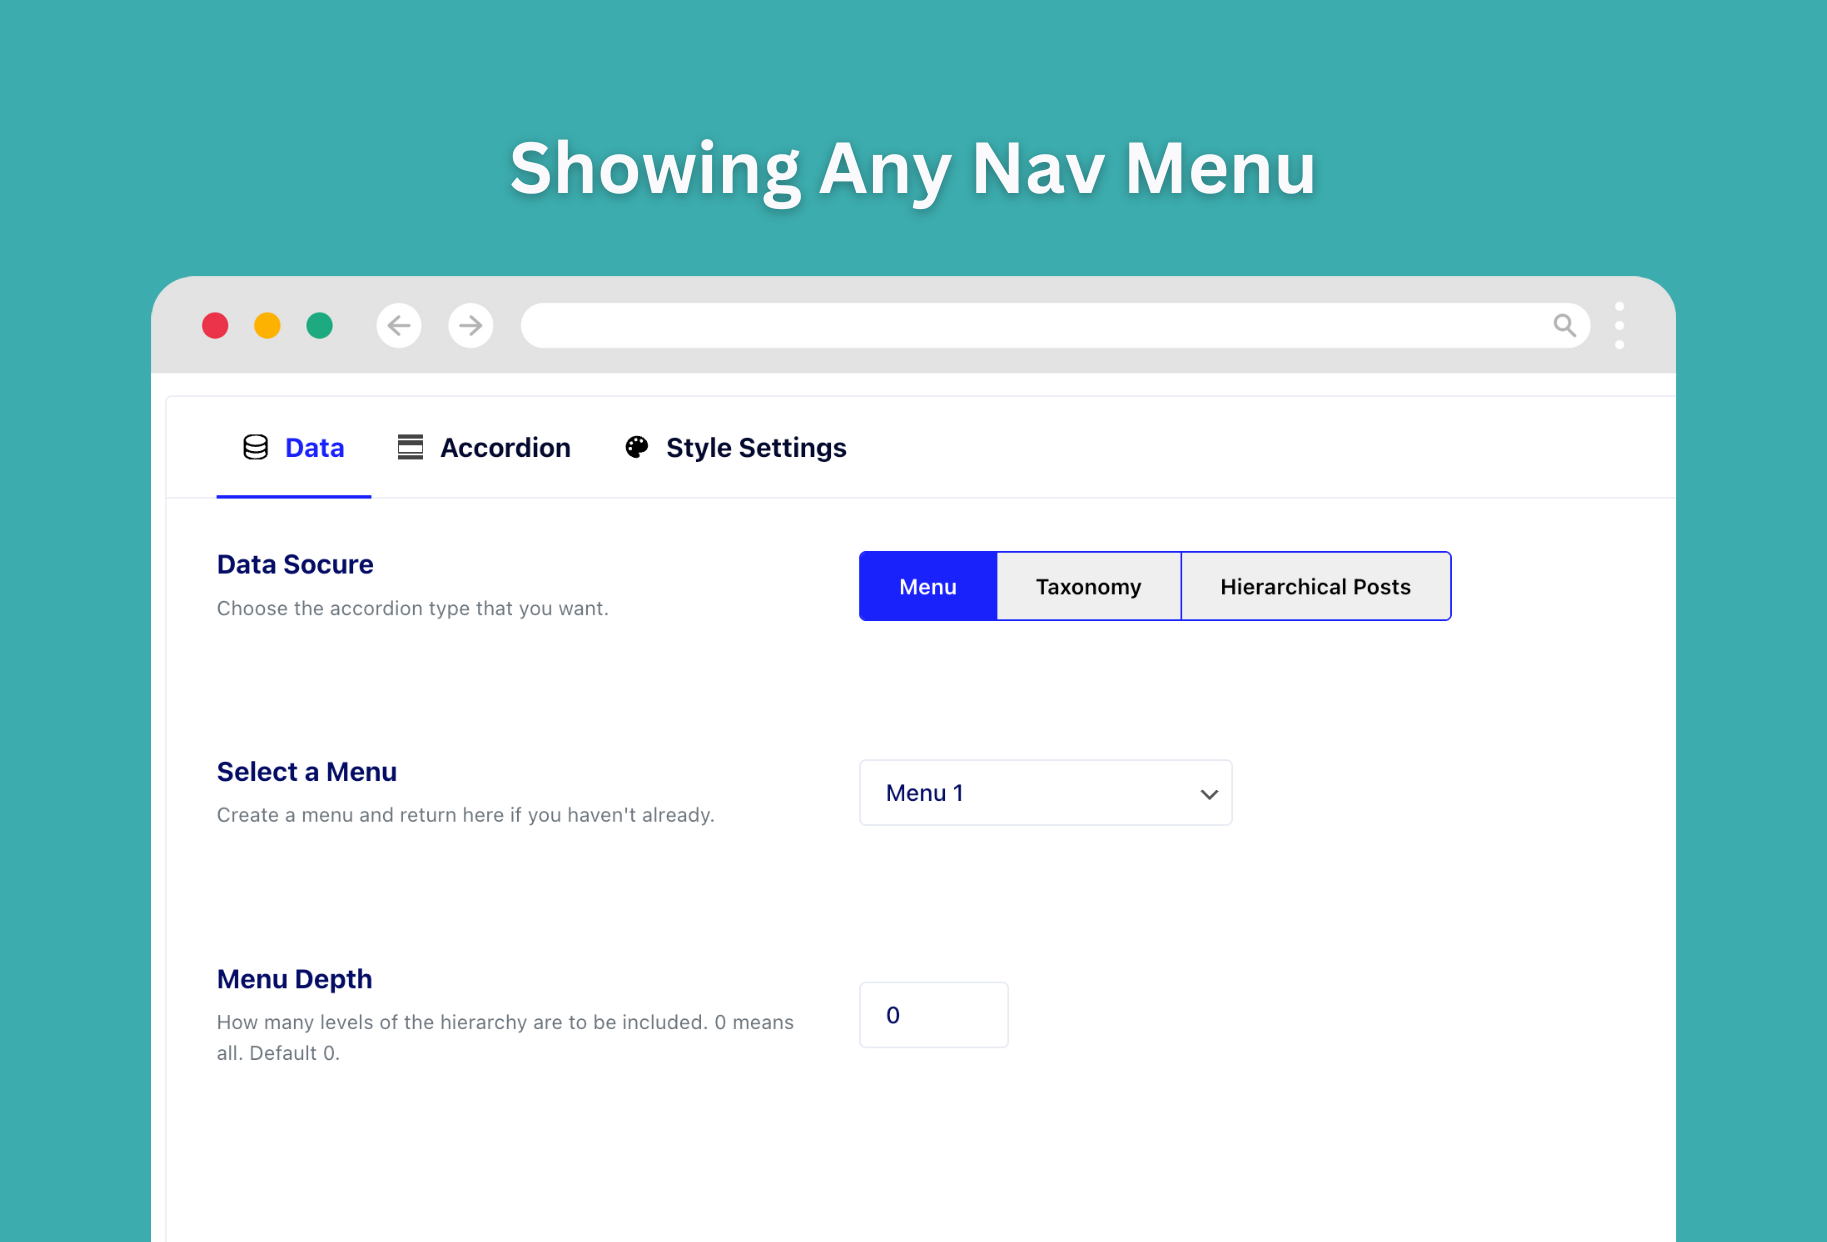 Showing Any Nav Menu
Data
Accordion
Style Settings
Data Socure
Choose the accordion type that you want.
Menu
Taxonomy
Hierarchical Posts
Select a Menu
Create a menu and return here if you haven't already.
Menu 1
Menu Depth
How many levels of the hierarchy are to be included. 0 means
all. Default 0.
0